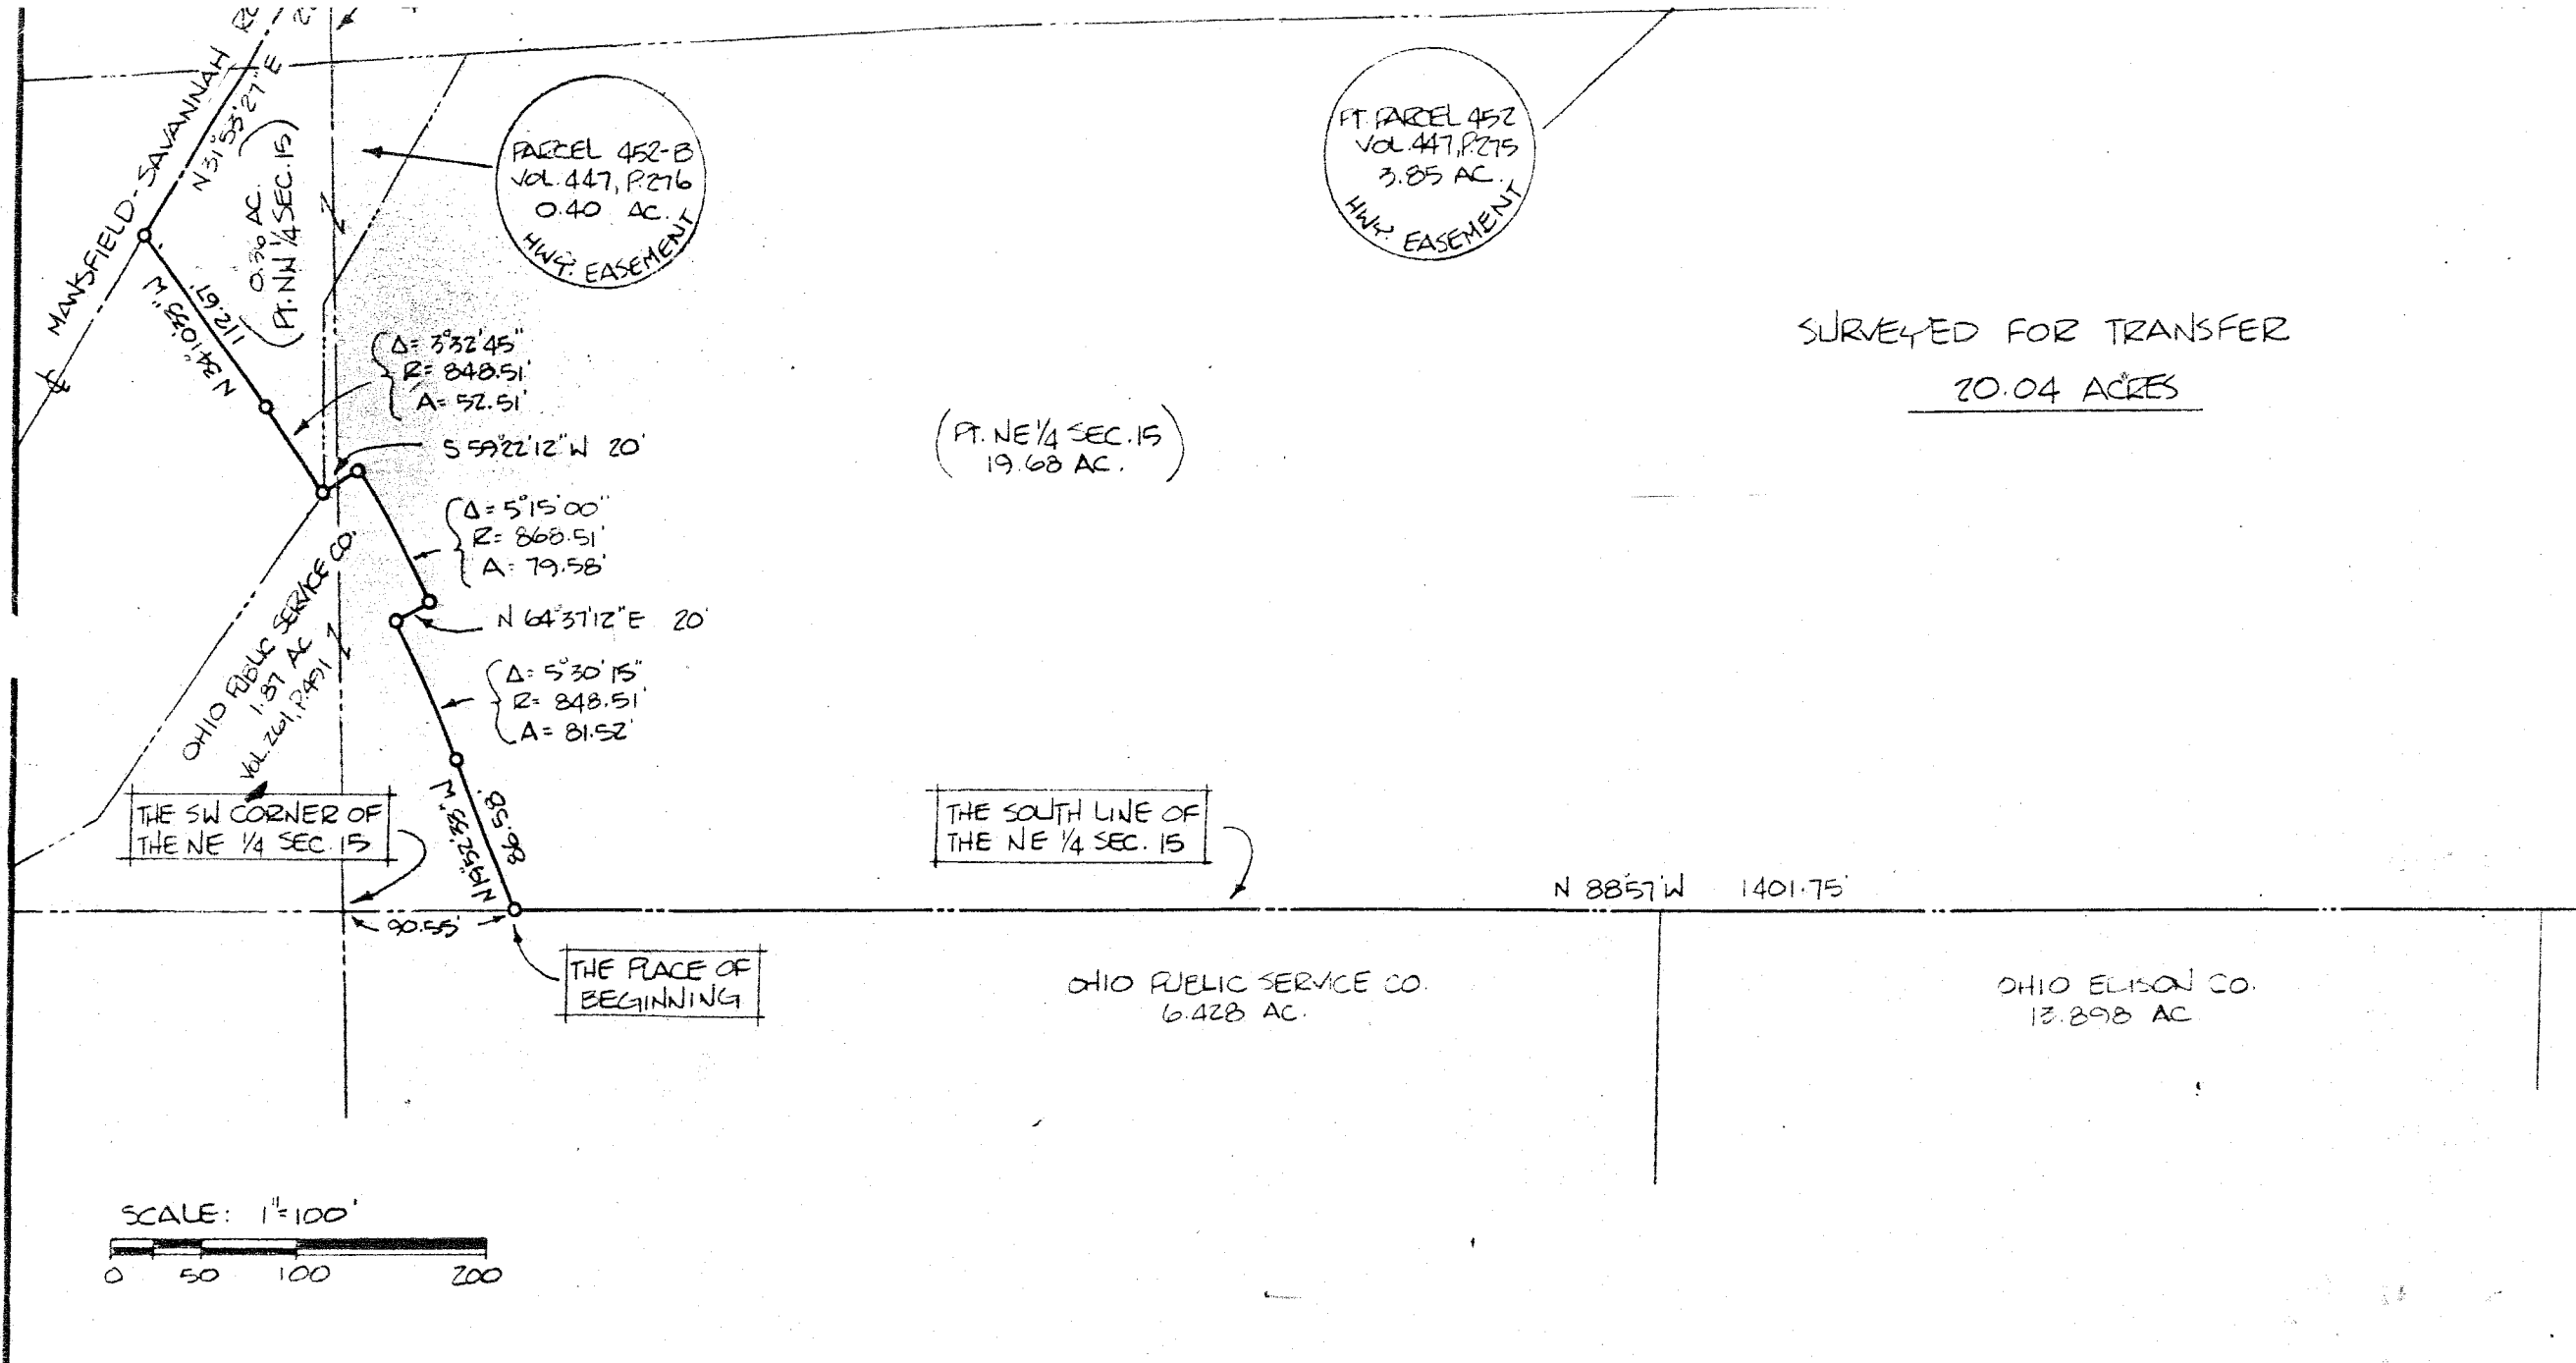 MANSFIELD - SAVANNAH
N 31°53'27" E
0.36 AC.
(PT. NW 1/4 SEC. 15)
PARCEL 452-B
VOL. 447, P. 276
0.40 AC.
HWY. EASEMENT
PT. PARCEL 452
VOL. 447, P. 275
3.85 AC.
HWY. EASEMENT
N 34°10'33" W
112.67'
Δ= 3°32'45"
R= 848.51'
A= 52.51'
SURVEYED FOR TRANSFER
20.04 ACRES
S 59°22'12" W 20'
(PT. NE 1/4 SEC. 15)
19.68 AC.
Δ= 5°15'00"
R= 868.51'
A= 79.58'
N 64°37'12" E 20'
OHIO PUBLIC SERVICE CO.
1.87 AC
VOL. 261, P. 491
Δ= 5°30'15"
R= 848.51'
A= 81.52'
N 19°52'33" W
86.58'
THE SW CORNER OF
THE NE 1/4 SEC. 15
THE SOUTH LINE OF
THE NE 1/4 SEC. 15
N 88°57' W 1401.75'
90.55'
THE PLACE OF
BEGINNING
OHIO PUBLIC SERVICE CO.
6.428 AC.
OHIO EDISON CO.
13.898 AC
SCALE: 1"=100'
0 50 100 200